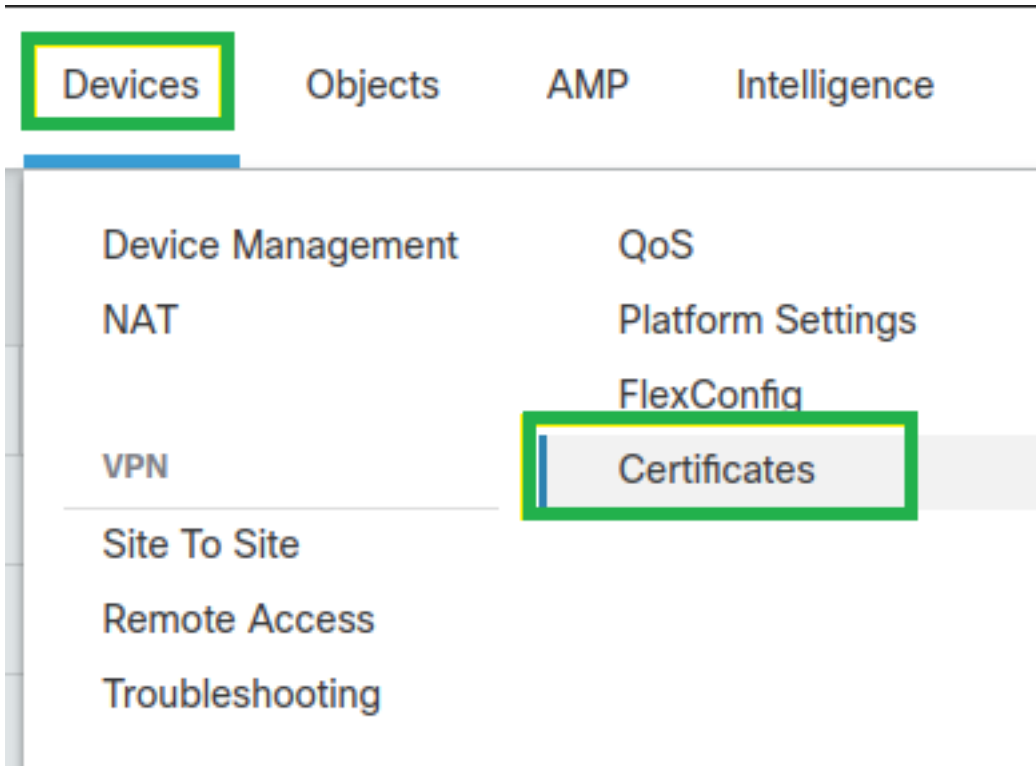 Devices Objects AMP Intelligence
Device Management
NAT
VPN
Site To Site
Remote Access
Troubleshooting
QoS
Platform Settings
FlexConfig
Certificates